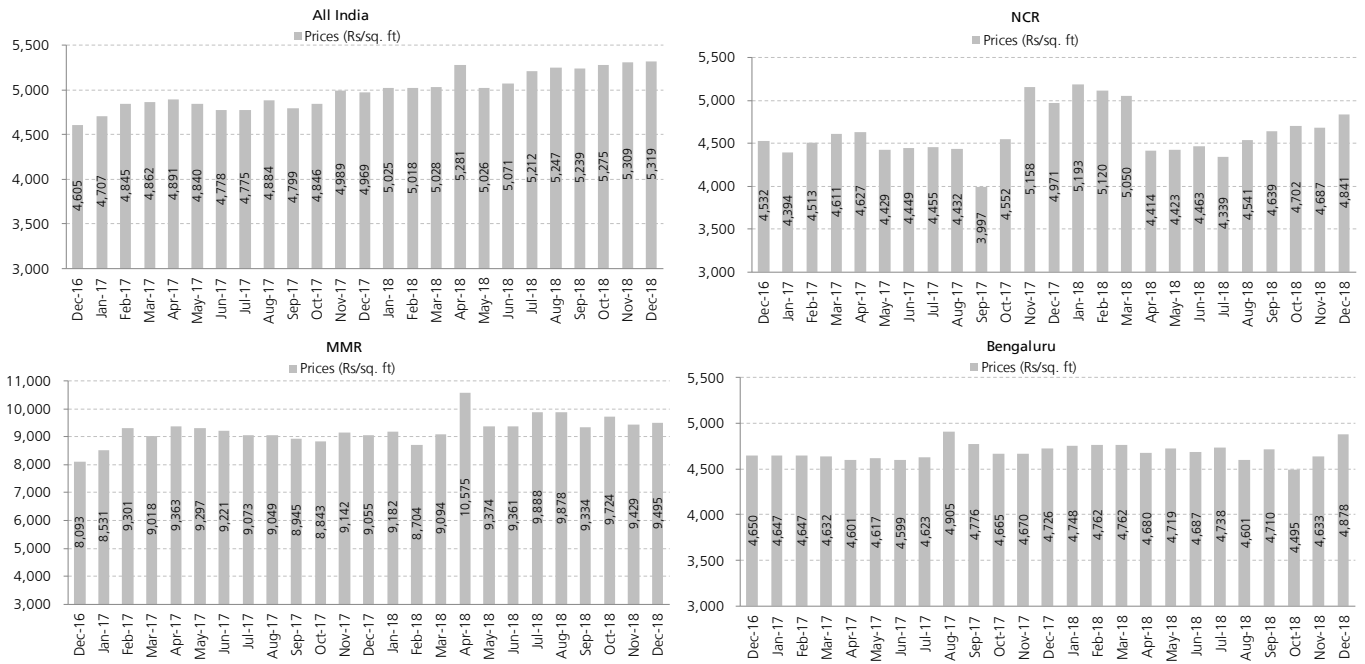 All India
Prices (Rs/sq. ft)
5,500
5,000
4,500
4,000
3,500
3,000
4,605 4,707 4,845 4,862 4,891 4,840 4,778 4,775 4,884 4,799 4,846 4,989 4,969 5,025 5,018 5,028 5,281 5,026 5,071 5,212 5,247 5,239 5,275 5,309 5,319
Dec-16 Jan-17 Feb-17 Mar-17 Apr-17 May-17 Jun-17 Jul-17 Aug-17 Sep-17 Oct-17 Nov-17 Dec-17 Jan-18 Feb-18 Mar-18 Apr-18 May-18 Jun-18 Jul-18 Aug-18 Sep-18 Oct-18 Nov-18 Dec-18
NCR
Prices (Rs/sq. ft)
5,500
5,000
4,500
4,000
3,500
3,000
4,532 4,394 4,513 4,611 4,627 4,429 4,449 4,455 4,432 3,997 4,552 5,158 4,971 5,193 5,120 5,050 4,414 4,423 4,463 4,339 4,541 4,639 4,702 4,687 4,841
Dec-16 Jan-17 Feb-17 Mar-17 Apr-17 May-17 Jun-17 Jul-17 Aug-17 Sep-17 Oct-17 Nov-17 Dec-17 Jan-18 Feb-18 Mar-18 Apr-18 May-18 Jun-18 Jul-18 Aug-18 Sep-18 Oct-18 Nov-18 Dec-18
MMR
Prices (Rs/sq. ft)
11,000
10,000
9,000
8,000
7,000
6,000
5,000
4,000
3,000
8,093 8,531 9,301 9,018 9,363 9,297 9,221 9,073 9,049 8,945 8,843 9,142 9,055 9,182 8,704 9,094 10,575 9,374 9,361 9,888 9,878 9,334 9,724 9,429 9,495
Dec-16 Jan-17 Feb-17 Mar-17 Apr-17 May-17 Jun-17 Jul-17 Aug-17 Sep-17 Oct-17 Nov-17 Dec-17 Jan-18 Feb-18 Mar-18 Apr-18 May-18 Jun-18 Jul-18 Aug-18 Sep-18 Oct-18 Nov-18 Dec-18
Bengaluru
Prices (Rs/sq. ft)
5,500
5,000
4,500
4,000
3,500
3,000
4,650 4,647 4,647 4,632 4,601 4,617 4,599 4,623 4,905 4,776 4,665 4,670 4,726 4,748 4,762 4,762 4,680 4,719 4,687 4,738 4,601 4,710 4,495 4,633 4,878
Dec-16 Jan-17 Feb-17 Mar-17 Apr-17 May-17 Jun-17 Jul-17 Aug-17 Sep-17 Oct-17 Nov-17 Dec-17 Jan-18 Feb-18 Mar-18 Apr-18 May-18 Jun-18 Jul-18 Aug-18 Sep-18 Oct-18 Nov-18 Dec-18